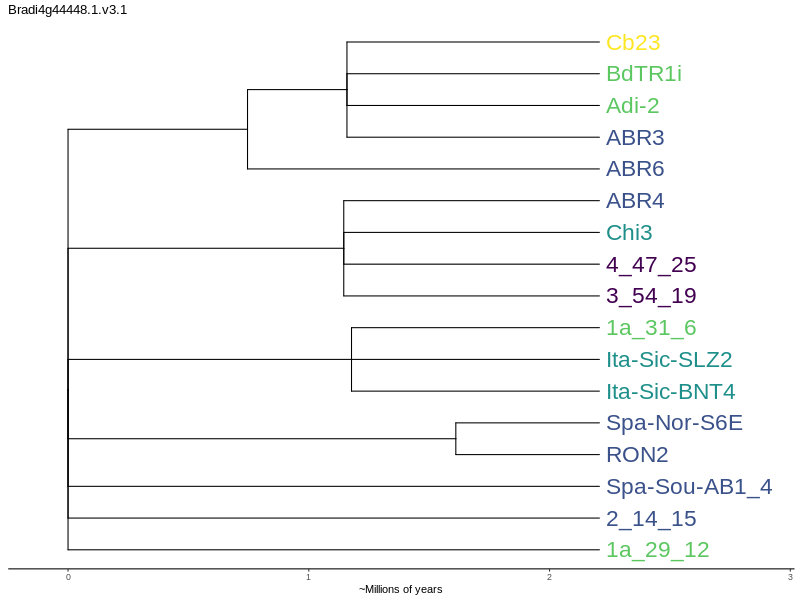 Bradi4g44448.1.v3.1
Cb23
BdTR1i
Adi-2
ABR3
ABR6
ABR4
Chi3
4_47_25
3_54_19
1a_31_6
Ita-Sic-SLZ2
Ita-Sic-BNT4
Spa-Nor-S6E
RON2
Spa-Sou-AB1_4
2_14_15
1a_29_12
0 1 2 3
~Millions of years